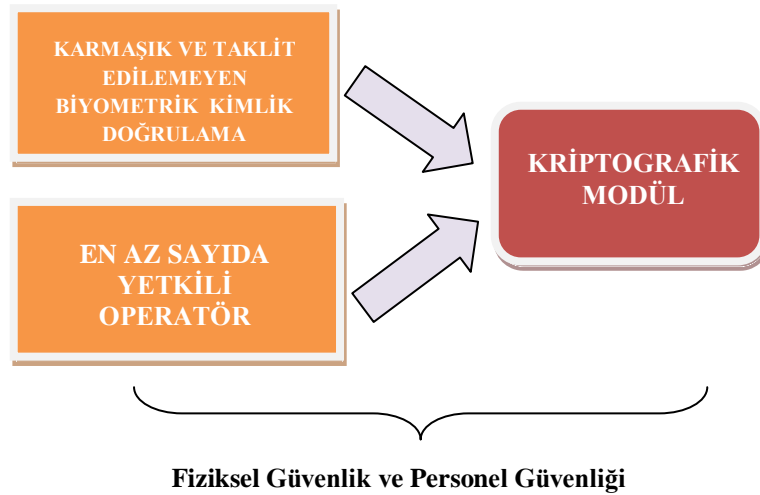 KARMAŞIK VE TAKLİT
EDİLEMEYEN
BİYOMETRİK KİMLİK
DOĞRULAMA
EN AZ SAYIDA
YETKİLİ
OPERATÖR
KRİPTOGRAFİK
MODÜL
Fiziksel Güvenlik ve Personel Güvenliği